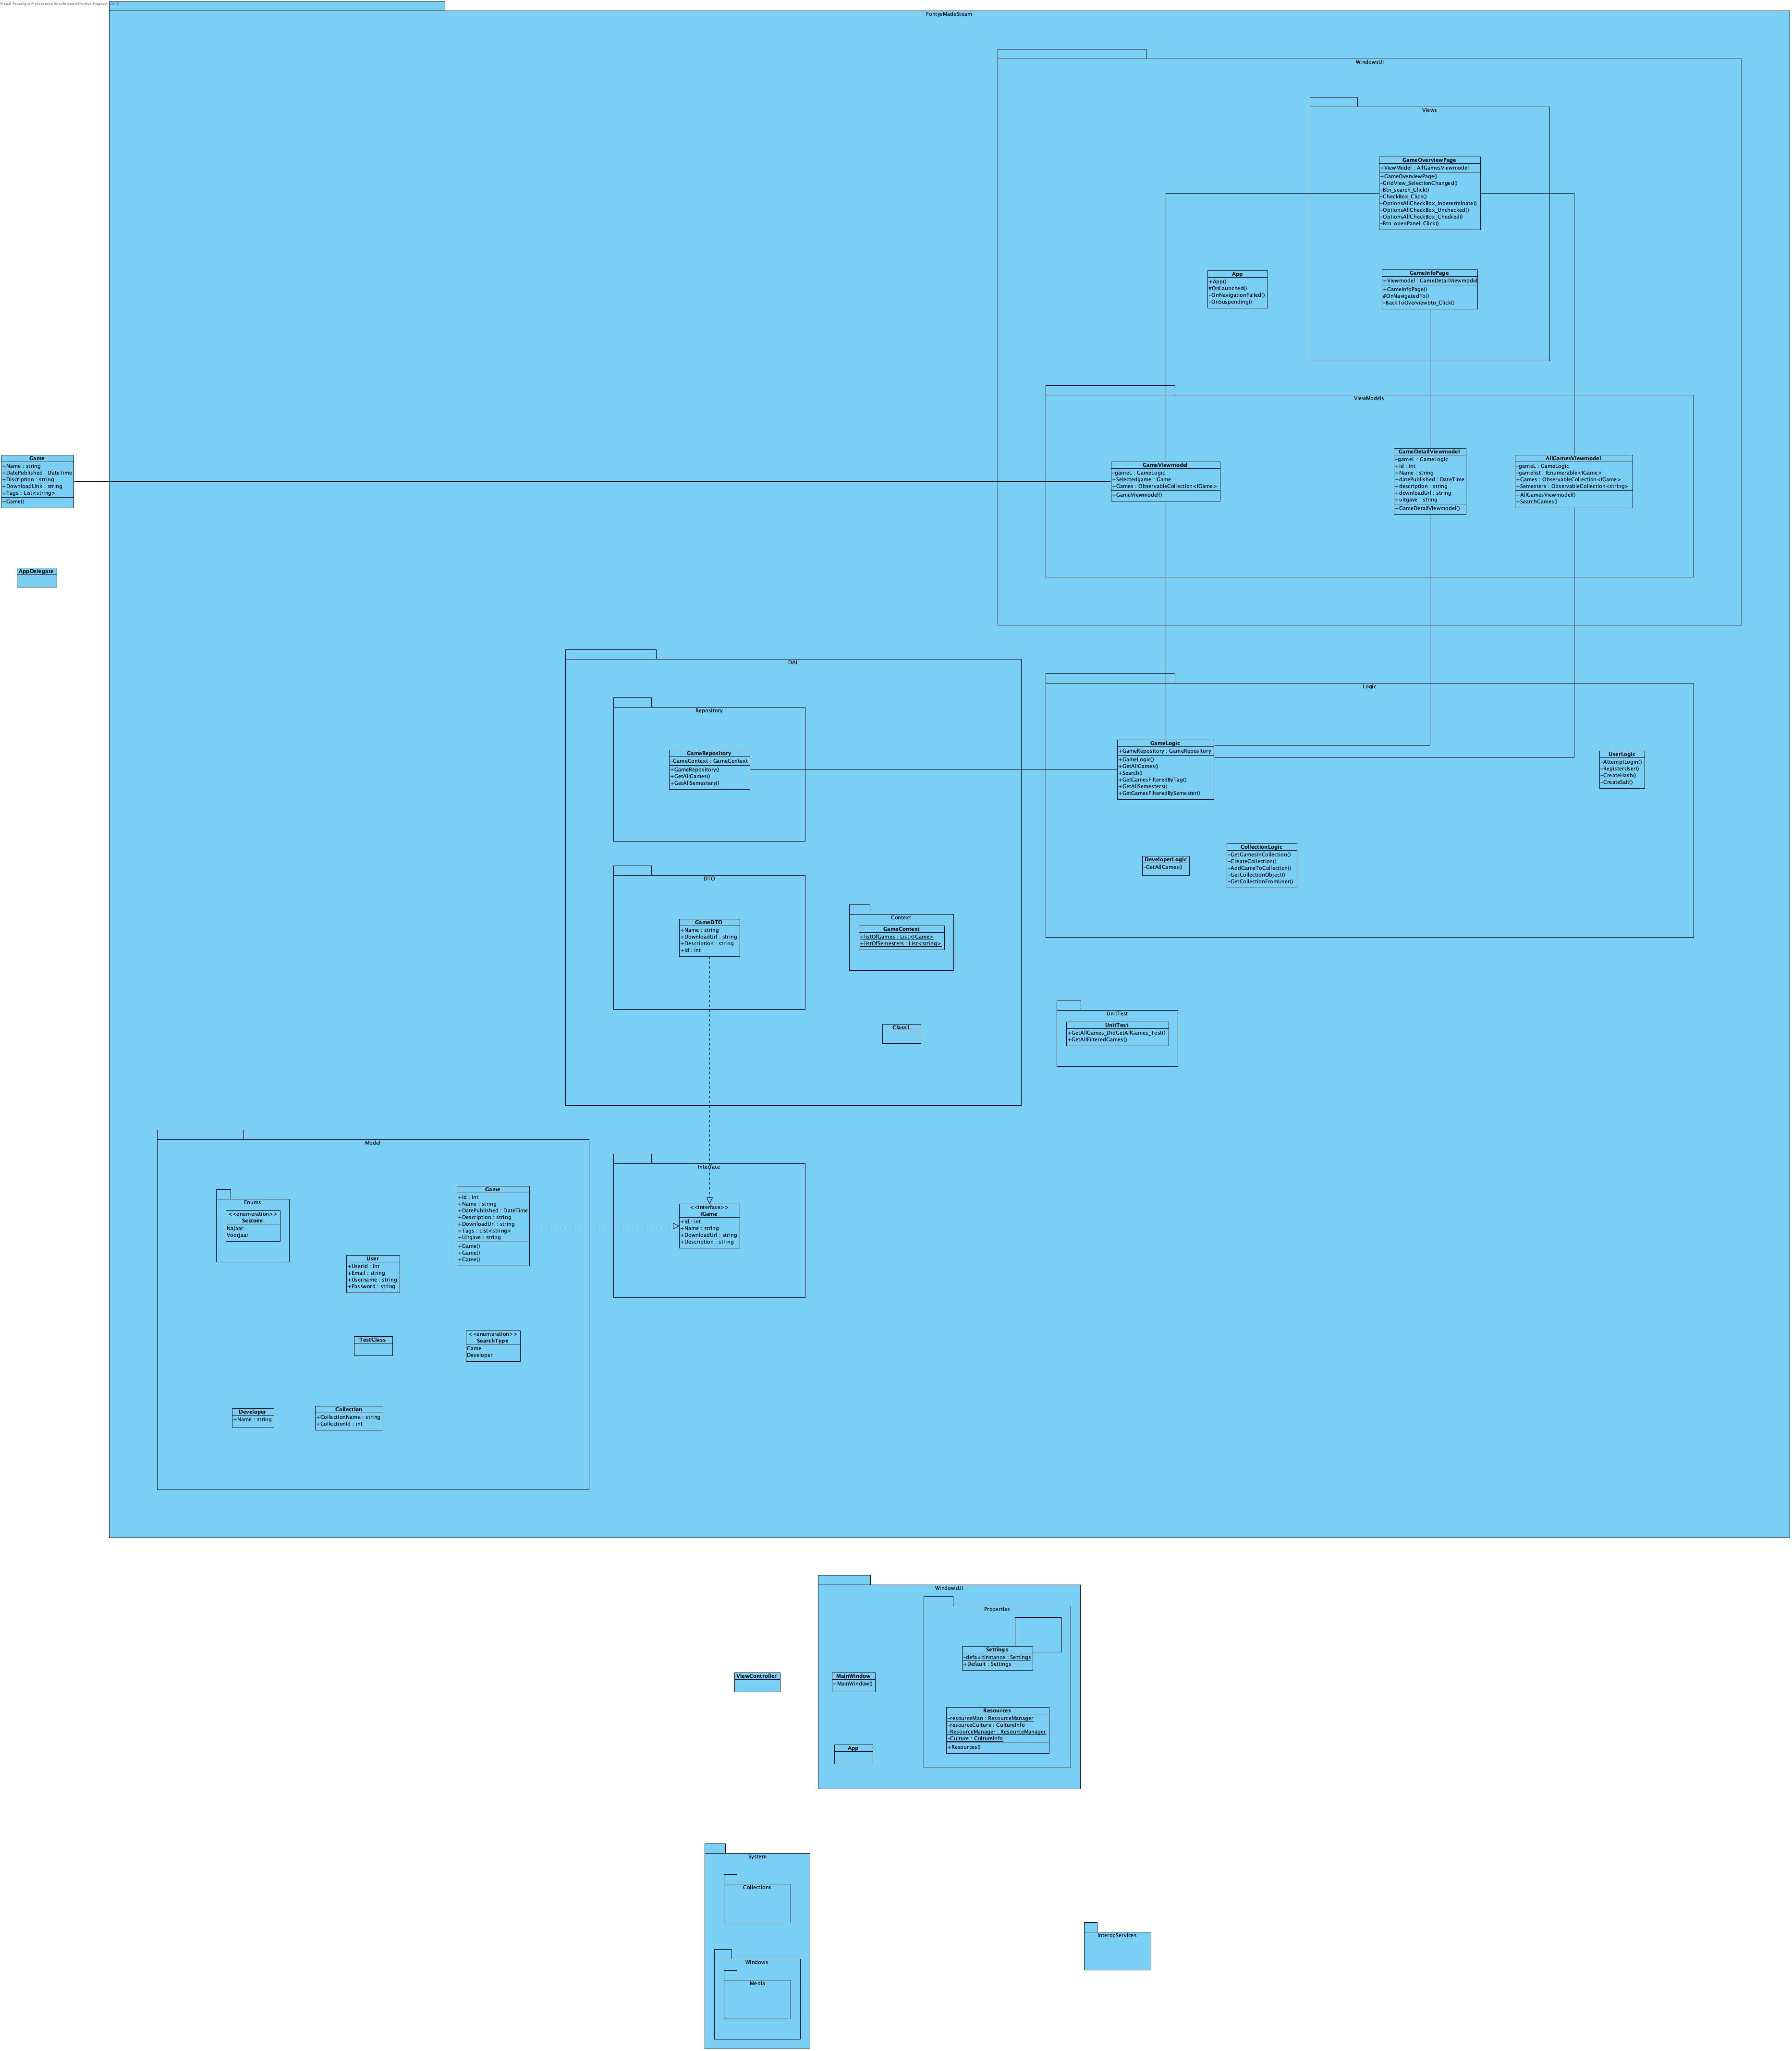 FontysMadeSteam
WindowsUI
Views
GameOverviewPage
+ViewModel : AllGamesViewmodel
+GameOverviewPage()
-GridView_SelectionChanged()
-Btn_search_Click()
-CheckBox_Click()
-OptionsAllCheckBox_Indeterminate()
-OptionsAllCheckBox_Unchecked()
-OptionsAllCheckBox_Checked()
-Btn_openPanel_Click()
App
+App()
#OnLaunched()
-OnNavigationFailed()
-OnSuspending()
GameInfoPage
+Viewmodel : GameDetailViewmodel
+GameInfoPage()
#OnNavigatedTo()
-BackToOverviewbtn_Click()
ViewModels
Game
+Name : string
+DatePublished : DateTime
+Discription : string
+DownloadLink : string
+Tags : List<string>
+Game()
GameViewmodel
-gameL : GameLogic
+Selectedgame : Game
+Games : ObservableCollection<IGame>
+GameViewmodel()
GameDetailViewmodel
-gameL : GameLogic
+id : int
+Name : string
+datePublished : DateTime
+description : string
+downloadUrl : string
+uitgave : string
+GameDetailViewmodel()
AllGamesViewmodel
-gameL : GameLogic
-gamelist : IEnumerable<IGame>
+Games : ObservableCollection<IGame>
+Semesters : ObservableCollection<string>
+AllGamesViewmodel()
+SearchGames()
AppDelegate
DAL
Repository
GameRepository
-GameContext : GameContext
+GameRepository()
+GetAllGames()
+GetAllSemesters()
Logic
GameLogic
+GameRepository : GameRepository
+GameLogic()
+GetAllGames()
+Search()
+GetGamesFilteredByTag()
+GetAllSemesters()
+GetGamesFilteredBySemester()
UserLogic
-AttemptLogin()
-RegisterUser()
-CreateHash()
-CreateSalt()
DeveloperLogic
-GetAllGames()
CollectionLogic
-GetGamesInCollection()
-CreateCollection()
-AddGameToCollection()
-GetCollectionObject()
-GetCollectionFromUser()
DTO
GameDTO
+Name : string
+DownloadUrl : string
+Description : string
+Id : int
Context
GameContext
+listOfGames : List<IGame>
+listOfSemesters : List<string>
Class1
UnitTest
UnitTest
+GetAllGames_DidGetAllGames_Test()
+GetAllFilteredGames()
Model
Enums
<<enumeration>>
Seizoen
Najaar
Voorjaar
Game
+Id : int
+Name : string
+DatePublished : DateTime
+Description : string
+DownloadUrl : string
+Tags : List<string>
+Uitgave : string
+Game()
+Game()
+Game()
User
+UserId : int
+Email : string
+Username : string
+Password : string
TestClass
<<enumeration>>
SearchType
Game
Developer
Developer
+Name : string
Collection
+CollectionName : string
+CollectionId : int
Interface
<<Interface>>
IGame
+Id : int
+Name : string
+DownloadUrl : string
+Description : string
WindowsUI
Properties
Settings
-defaultInstance : Settings
+Default : Settings
ViewController
MainWindow
+MainWindow()
Resources
-resourceMan : ResourceManager
-resourceCulture : CultureInfo
-ResourceManager : ResourceManager
-Culture : CultureInfo
+Resources()
App
System
Collections
Windows
Media
InteropServices